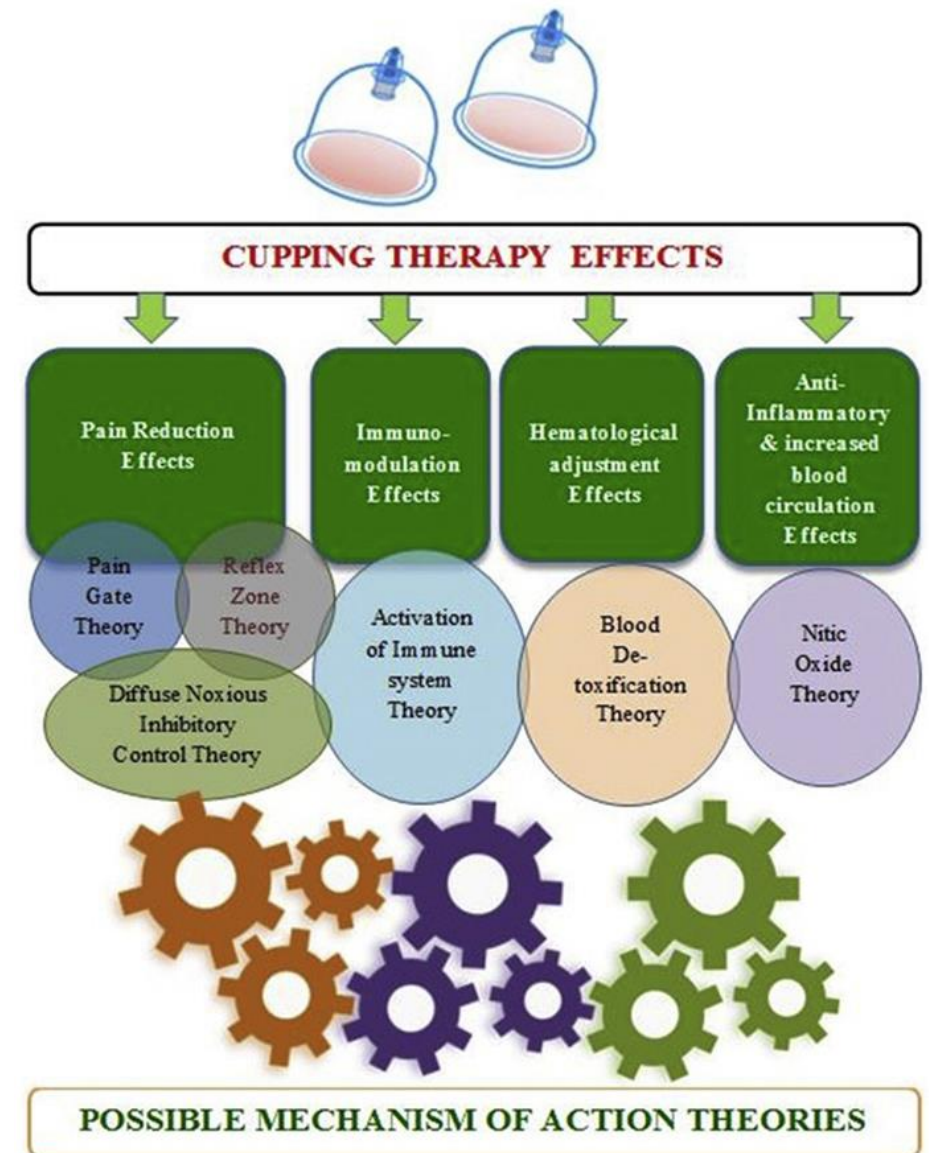 CUPPING THERAPY EFFECTS
Pain Reduction
Effects
Immuno-
modulation
Effects
Hematological
adjustment
Effects
Anti-
Inflammatory
& increased
blood
circulation
Effects
Pain
Gate
Theory
Reflex
Zone
Theory
Diffuse Noxious
Inhibitory
Control Theory
Activation
of Immune
system
Theory
Blood
De-
toxification
Theory
Nitic
Oxide
Theory
POSSIBLE MECHANISM OF ACTION THEORIES